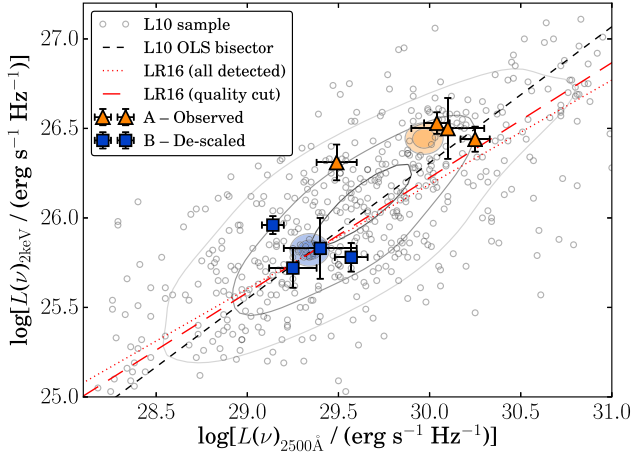 L10 sample
L10 OLS bisector
LR16 (all detected)
LR16 (quality cut)
A – Observed
B – De-scaled
27.0
26.5
26.0
25.5
25.0
28.5 29.0 29.5 30.0 30.5 31.0
log[L(ν)2keV / (erg s⁻¹ Hz⁻¹)]
log[L(ν)2500Å / (erg s⁻¹ Hz⁻¹)]